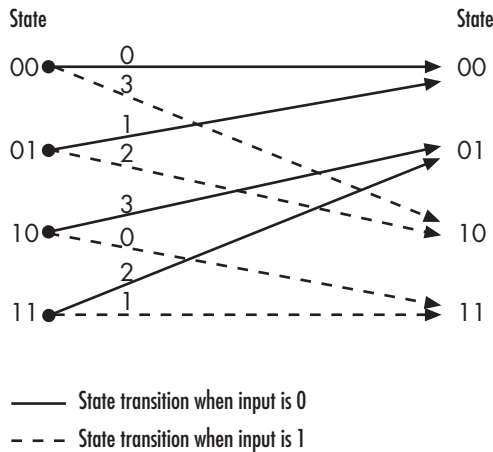 State State
00 0 00
3
1
01 2 01
3
10 0 10
2
11 1 11
State transition when input is 0
State transition when input is 1